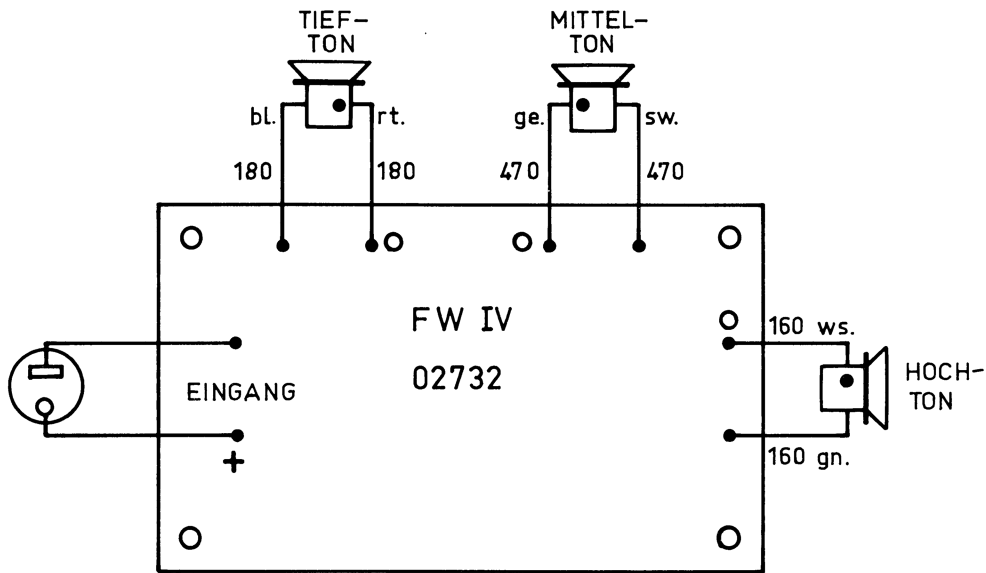 TIEF-
TON
MITTEL-
TON
bl.
rt.
ge.
sw.
180
180
470
470
FW IV
02732
160 ws.
EINGANG
HOCH-
TON
+
160 gn.